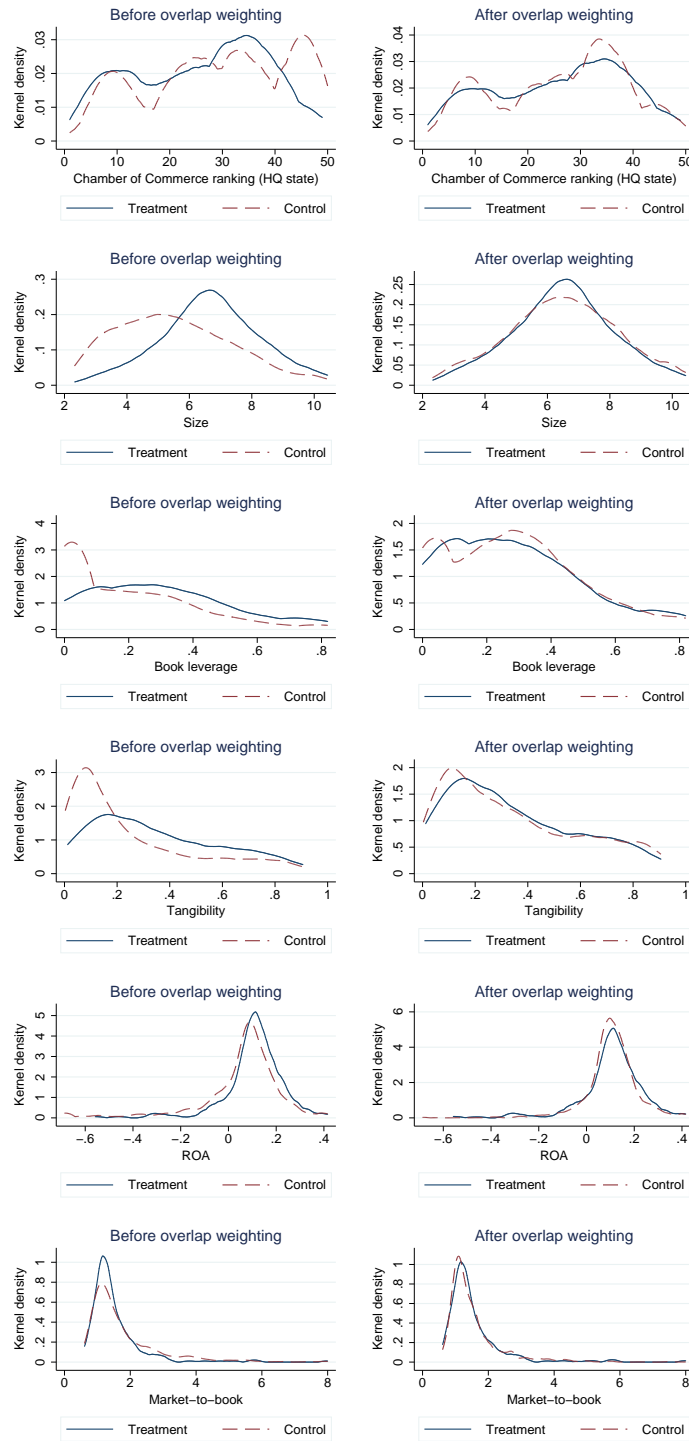 Before overlap weighting
After overlap weighting
Kernel density
0 .01 .02 .03
0 10 20 30 40 50
Chamber of Commerce ranking (HQ state)
Treatment Control
Kernel density
0 .01 .02 .03 .04
0 10 20 30 40 50
Chamber of Commerce ranking (HQ state)
Treatment Control
Before overlap weighting
After overlap weighting
Kernel density
0 .1 .2 .3
2 4 6 8 10
Size
Treatment Control
Kernel density
0 .05 .1 .15 .2 .25
2 4 6 8 10
Size
Treatment Control
Before overlap weighting
After overlap weighting
Kernel density
0 1 2 3 4
0 .2 .4 .6 .8
Book leverage
Treatment Control
Kernel density
0 .5 1 1.5 2
0 .2 .4 .6 .8
Book leverage
Treatment Control
Before overlap weighting
After overlap weighting
Kernel density
0 1 2 3
0 .2 .4 .6 .8 1
Tangibility
Treatment Control
Kernel density
0 .5 1 1.5 2
0 .2 .4 .6 .8 1
Tangibility
Treatment Control
Before overlap weighting
After overlap weighting
Kernel density
0 1 2 3 4 5
−.6 −.4 −.2 0 .2 .4
ROA
Treatment Control
Kernel density
0 2 4 6
−.6 −.4 −.2 0 .2 .4
ROA
Treatment Control
Before overlap weighting
After overlap weighting
Kernel density
0 .2 .4 .6 .8 1
0 2 4 6 8
Market−to−book
Treatment Control
Kernel density
0 .2 .4 .6 .8 1
0 2 4 6 8
Market−to−book
Treatment Control